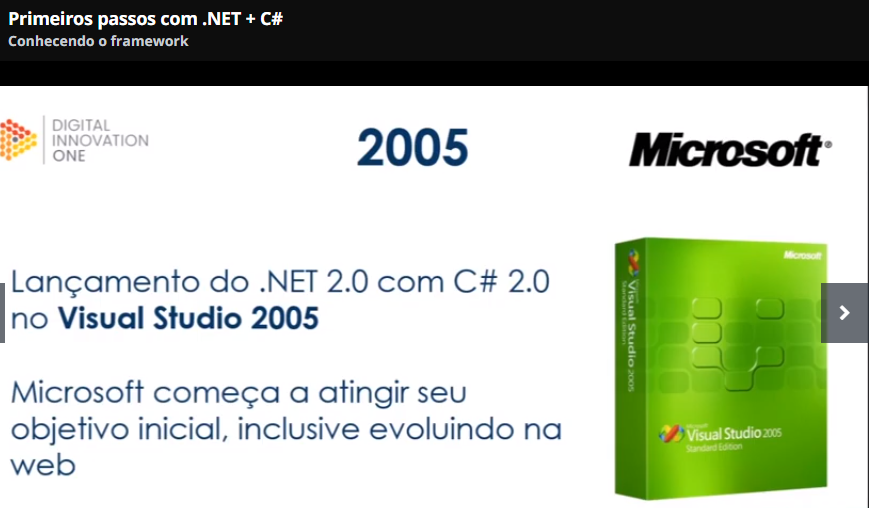 Primeiros passos com .NET + C#
Conhecendo o framework
DIGITAL
INNOVATION
ONE
2005
Microsoft®
Lançamento do .NET 2.0 com C# 2.0
no Visual Studio 2005
Microsoft começa a atingir seu
objetivo inicial, inclusive evoluindo na
web
Microsoft
Visual Studio 2005
Standard Edition
Microsoft
Visual Studio 2005
Standard Edition